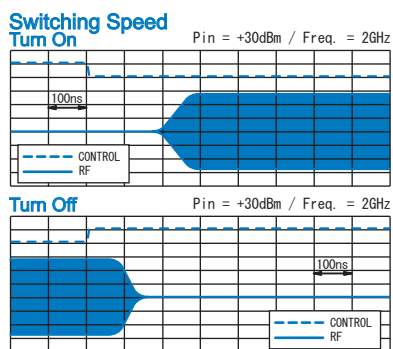 Switching Speed
Turn On Pin = +30dBm / Freq. = 2GHz
100ns
CONTROL
RF
Turn Off Pin = +30dBm / Freq. = 2GHz
100ns
CONTROL
RF